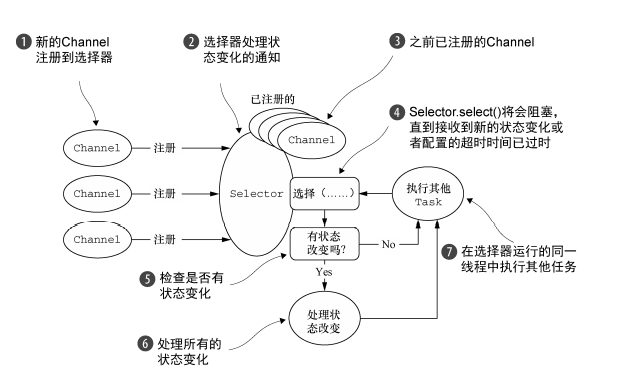 1 新的Channel
注册到选择器
2 选择器处理状
态变化的通知
3 之前已注册的Channel
已注册的
Channel
4 Selector.select()将会阻塞，
直到接收到新的状态变化或
者配置的超时时间已过时
Channel
注册
Channel
注册
Channel
注册
Selector
选择（……）
执行其他
Task
有状态
改变吗?
No
Yes
5 检查是否有
状态变化
7 在选择器运行的同一
线程中执行其他任务
处理状
态改变
6 处理所有的
状态变化